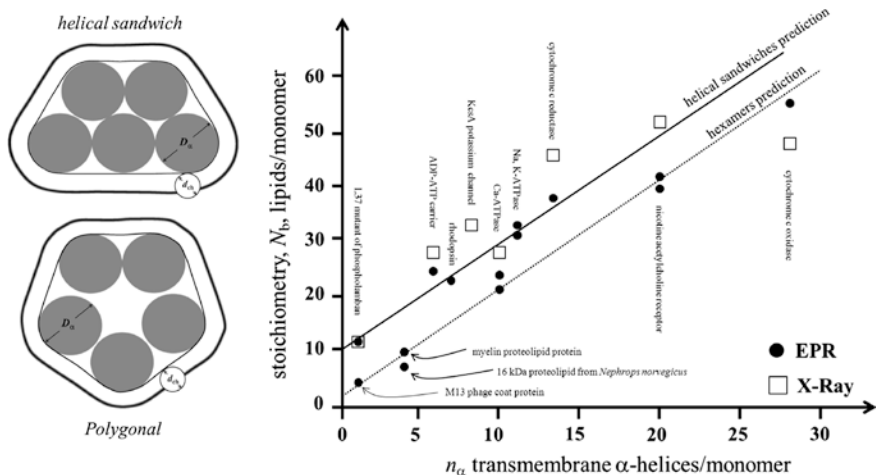 helical sandwich
Dα
dch
Dα
dch
Polygonal
stoichiometry, Nb, lipids/monomer
60
50
40
30
20
10
0
0
5
10
15
20
25
30
nα transmembrane α-helices/monomer
L37 mutant of phospholamban
ADP-ATP carrier
rhodopsin
KcsA potassium channel
Ca-ATPase
Na, K-ATPase
cytochrome c reductase
nicotine acetylcholine receptor
cytochrome c oxidase
helical sandwiches prediction
hexamers prediction
myelin proteolipid protein
16 kDa proteolipid from Nephrops norvegicus
M13 phage coat protein
EPR
X-Ray